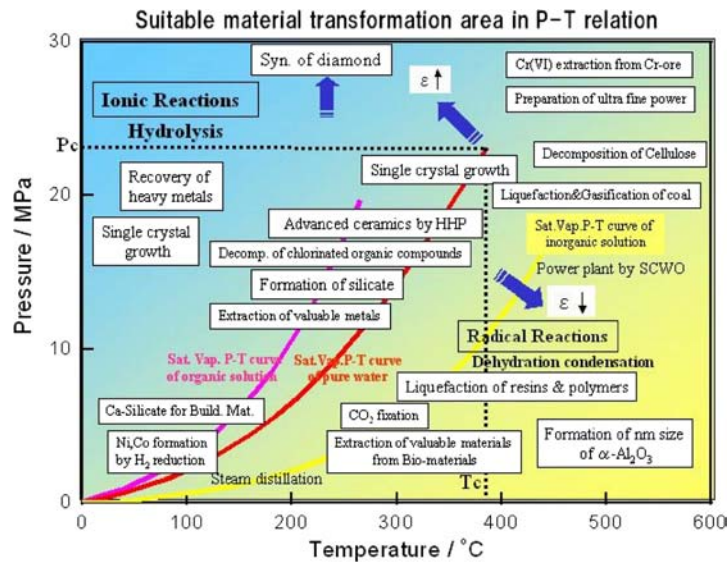 Suitable material transformation area in P-T relation
30
Syn. of diamond
ε ↑
Cr(VI) extraction from Cr-ore
Ionic Reactions
Preparation of ultra fine power
Hydrolysis
Pc
Decomposition of Cellulose
Recovery of
heavy metals
Single crystal growth
20
Liquefaction&Gasification of coal
Single crystal
growth
Advanced ceramics by HHP
Sat.Vap.P-T curve of
inorganic solution
Decomp. of chlorinated organic compounds
Power plant by SCWO
Formation of silicate
ε ↓
Extraction of valuable metals
Radical Reactions
10
Sat. Vap. P-T curve
of organic solution
Sat.Vap.P-T curve
of pure water
Dehydration condensation
Liquefaction of resins & polymers
Ca-Silicate for Build. Mat.
CO2 fixation
Ni,Co formation
by H2 reduction
Extraction of valuable materials
from Bio-materials
Formation of nm size
of α-Al2O3
Steam distillation
Tc
0
0 100 200 300 400 500 600
Temperature / °C
Pressure / MPa